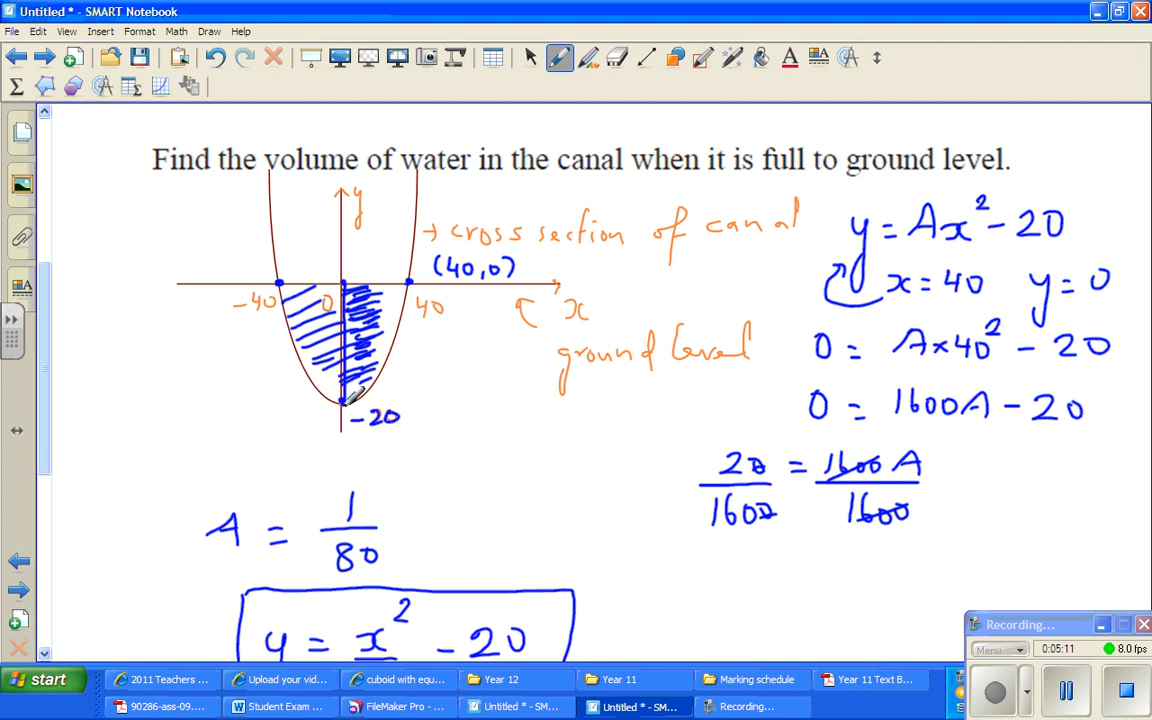 Untitled * - SMART Notebook
File Edit View Insert Format Math Draw Help
Find the volume of water in the canal when it is full to ground level.
y
→ cross section of canal
(40,0)
-40 0 40 x
ground level
-20
y = Ax² - 20
x = 40 y = 0
0 = A×40² - 20
0 = 1600A - 20
20 = 1600 A
1600 1600
A = 1
80
y = x² - 20
Recording...
Menu
0:05:11 8.0 fps
start
2011 Teachers ... Upload your vid... cuboid with equ... Year 12 Year 11 Marking schedule Year 11 Text B...
90286-ass-09.... Student Exam ... FileMaker Pro - ... Untitled * - SM... Untitled * - SM... Recording...